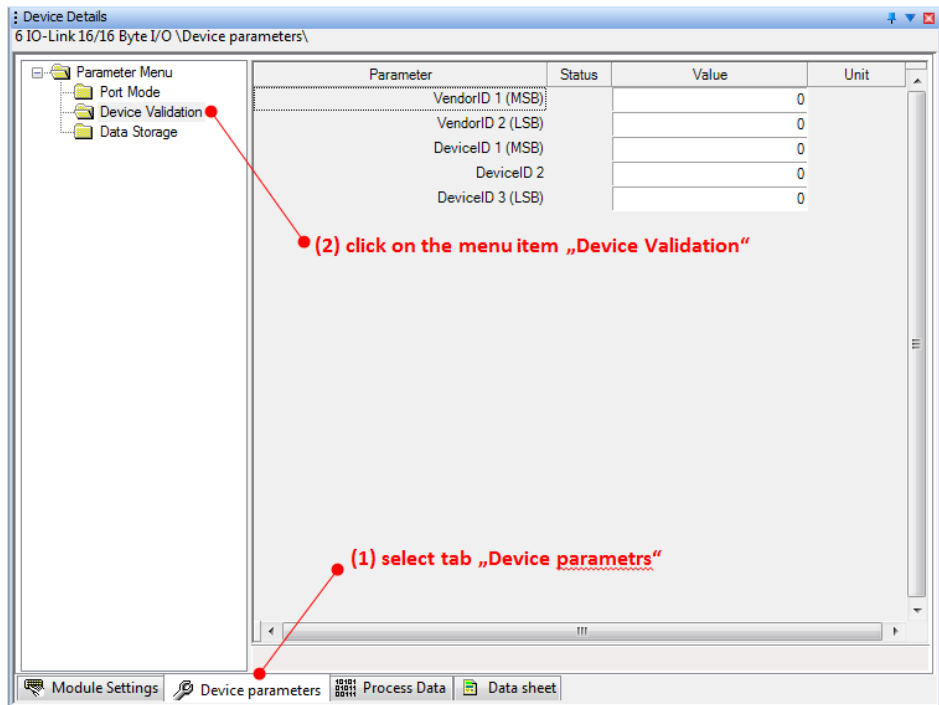 Device Details
6 IO-Link 16/16 Byte I/O \Device parameters\
Parameter Menu
Port Mode
Device Validation
Data Storage
Parameter Status Value Unit
VendorID 1 (MSB) 0
VendorID 2 (LSB) 0
DeviceID 1 (MSB) 0
DeviceID 2 0
DeviceID 3 (LSB) 0
(2) click on the menu item „Device Validation“
(1) select tab „Device parametrs“
Module Settings Device parameters Process Data Data sheet